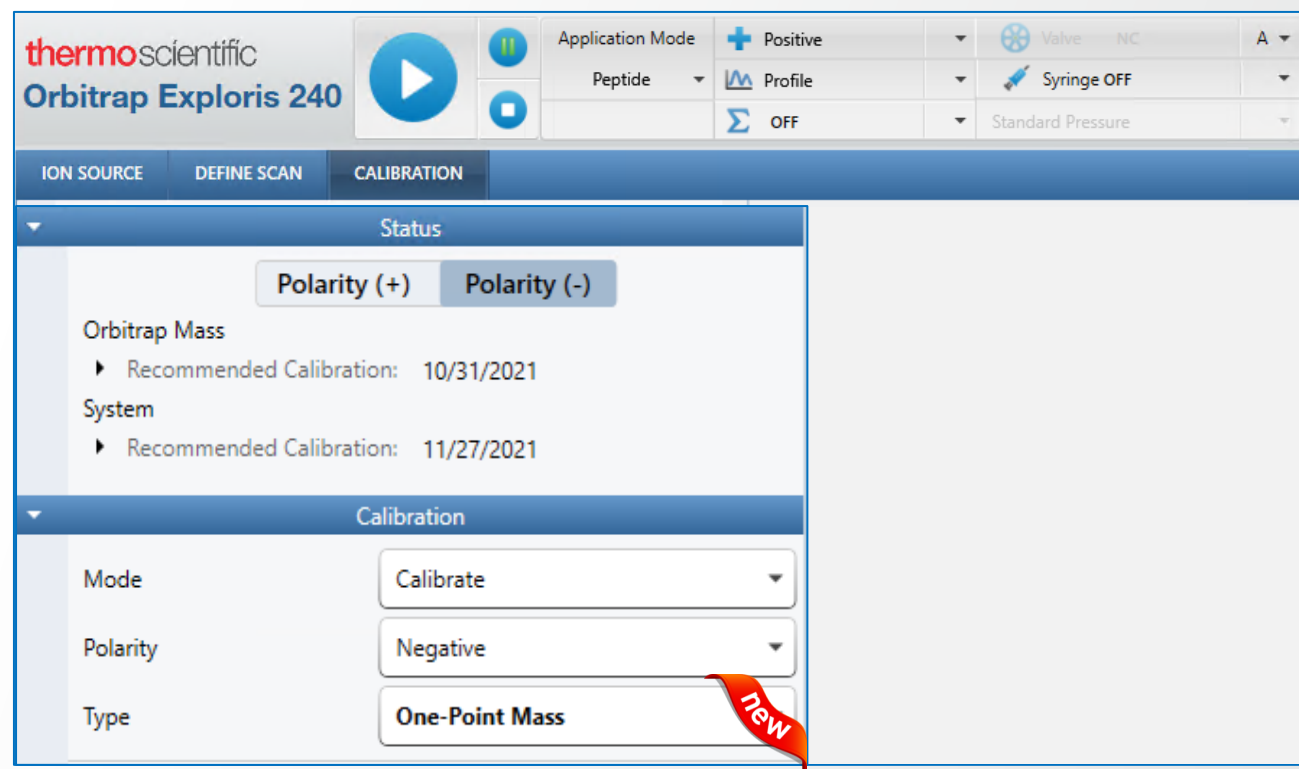 thermoscientific
Orbitrap Exploris 240
Application Mode
Peptide
Positive
Profile
OFF
Valve NC
A
Syringe OFF
Standard Pressure
ION SOURCE DEFINE SCAN CALIBRATION
Status
Polarity (+) Polarity (-)
Orbitrap Mass
Recommended Calibration: 10/31/2021
System
Recommended Calibration: 11/27/2021
Calibration
Mode Calibrate
Polarity Negative
Type One-Point Mass
new